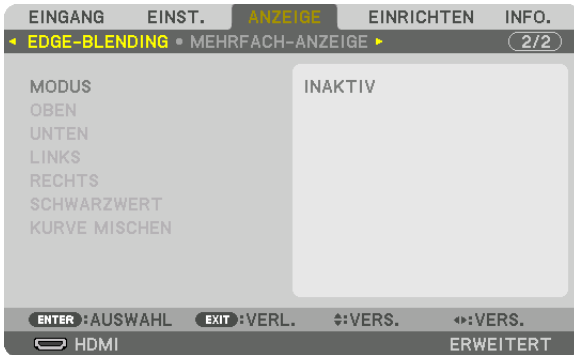 EINGANG EINST. ANZEIGE EINRICHTEN INFO.
EDGE-BLENDING • MEHRFACH-ANZEIGE 2/2
MODUS INAKTIV
OBEN
UNTEN
LINKS
RECHTS
SCHWARZWERT
KURVE MISCHEN
ENTER :AUSWAHL EXIT :VERL. :VERS. :VERS.
HDMI ERWEITERT